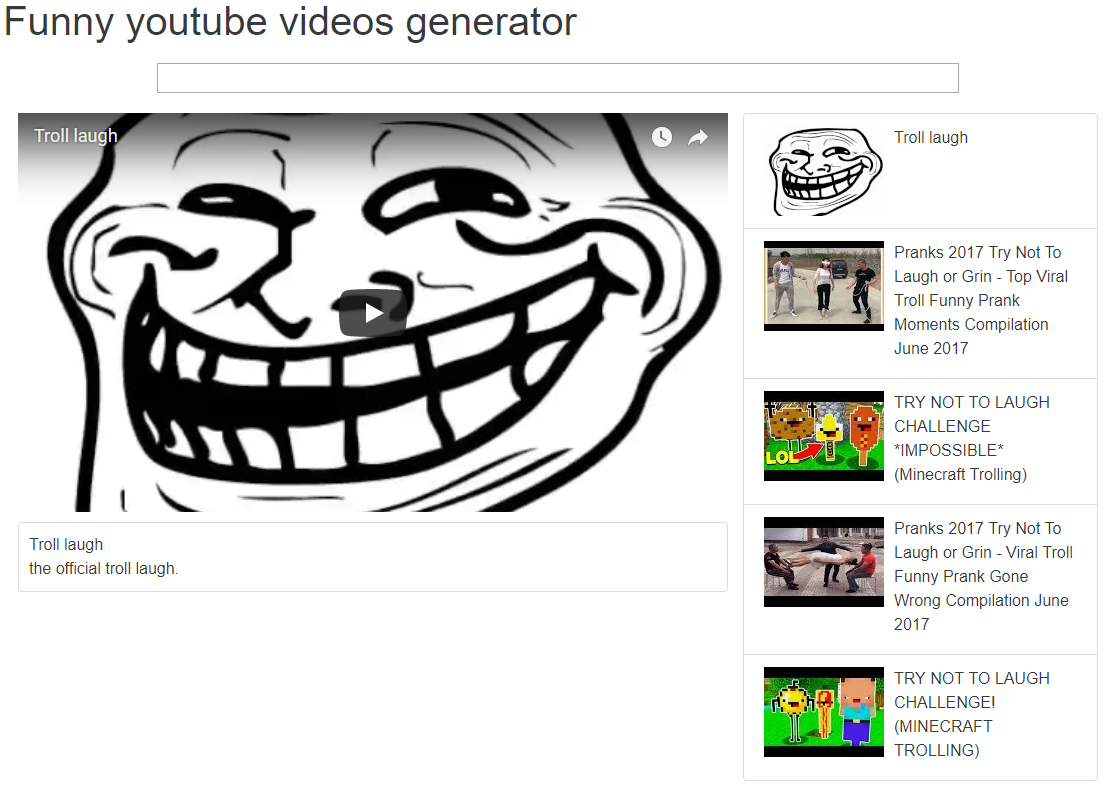 Funny youtube videos generator
Troll laugh
Troll laugh
the official troll laugh.
Troll laugh
Pranks 2017 Try Not To
Laugh or Grin - Top Viral
Troll Funny Prank
Moments Compilation
June 2017
LOL
TRY NOT TO LAUGH
CHALLENGE
*IMPOSSIBLE*
(Minecraft Trolling)
Pranks 2017 Try Not To
Laugh or Grin - Viral Troll
Funny Prank Gone
Wrong Compilation June
2017
TRY NOT TO LAUGH
CHALLENGE!
(MINECRAFT
TROLLING)